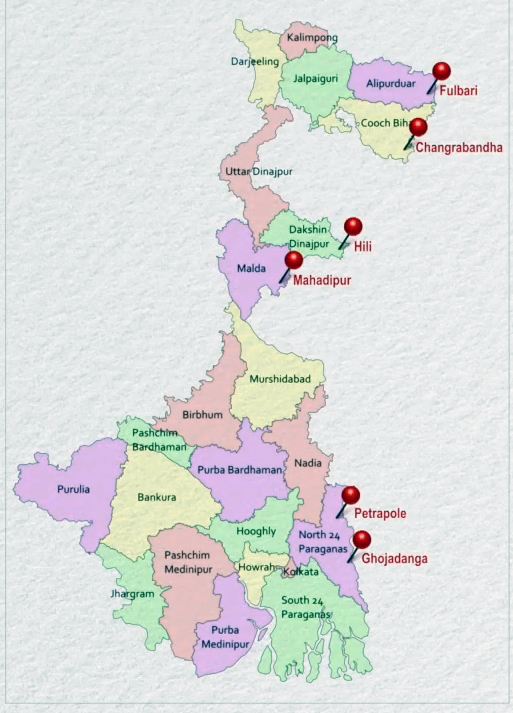 Kalimpong
Darjeeling
Jalpaiguri
Alipurduar
Fulbari
Cooch Biha
Changrabandha
Uttar Dinajpur
Dakshin
Dinajpur
Hili
Malda
Mahadipur
Murshidabad
Birbhum
Pashchim
Bardhaman
Purba Bardhaman
Nadia
Purulia
Bankura
Petrapole
Hooghly
North 24
Paraganas
Ghojadanga
Pashchim
Medinipur
Howrah
Kolkata
Jhargram
South 24
Paraganas
Purba
Medinipur